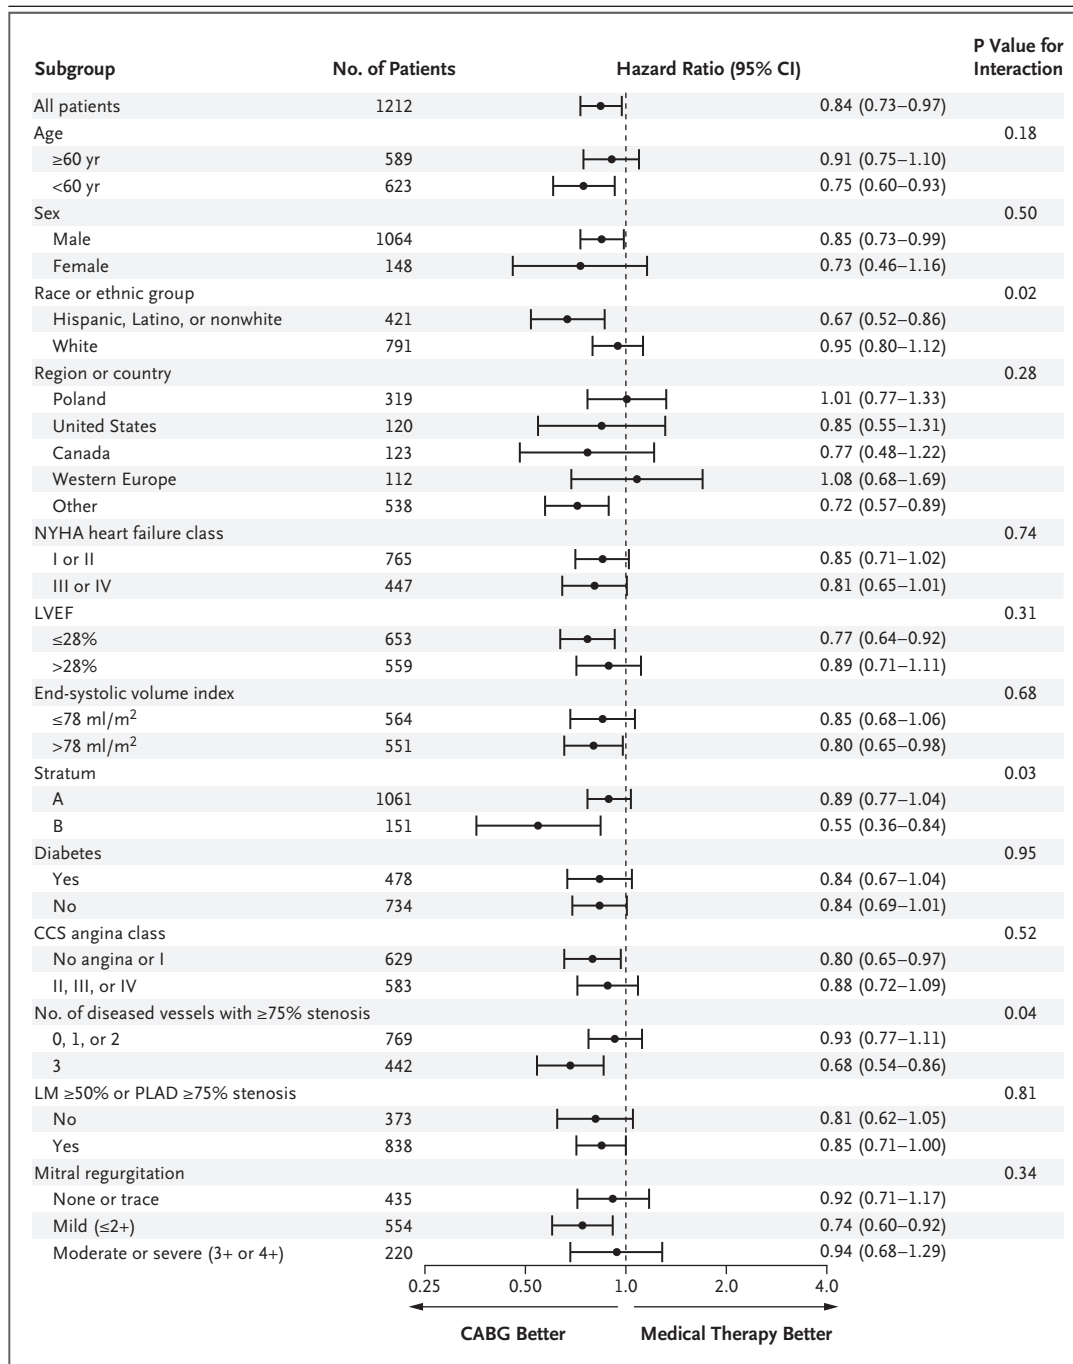 Subgroup No. of Patients Hazard Ratio (95% CI) P Value for Interaction
All patients 1212 0.84 (0.73–0.97)
Age 0.18
≥60 yr 589 0.91 (0.75–1.10)
<60 yr 623 0.75 (0.60–0.93)
Sex 0.50
Male 1064 0.85 (0.73–0.99)
Female 148 0.73 (0.46–1.16)
Race or ethnic group 0.02
Hispanic, Latino, or nonwhite 421 0.67 (0.52–0.86)
White 791 0.95 (0.80–1.12)
Region or country 0.28
Poland 319 1.01 (0.77–1.33)
United States 120 0.85 (0.55–1.31)
Canada 123 0.77 (0.48–1.22)
Western Europe 112 1.08 (0.68–1.69)
Other 538 0.72 (0.57–0.89)
NYHA heart failure class 0.74
I or II 765 0.85 (0.71–1.02)
III or IV 447 0.81 (0.65–1.01)
LVEF 0.31
≤28% 653 0.77 (0.64–0.92)
>28% 559 0.89 (0.71–1.11)
End-systolic volume index 0.68
≤78 ml/m² 564 0.85 (0.68–1.06)
>78 ml/m² 551 0.80 (0.65–0.98)
Stratum 0.03
A 1061 0.89 (0.77–1.04)
B 151 0.55 (0.36–0.84)
Diabetes 0.95
Yes 478 0.84 (0.67–1.04)
No 734 0.84 (0.69–1.01)
CCS angina class 0.52
No angina or I 629 0.80 (0.65–0.97)
II, III, or IV 583 0.88 (0.72–1.09)
No. of diseased vessels with ≥75% stenosis 0.04
0, 1, or 2 769 0.93 (0.77–1.11)
3 442 0.68 (0.54–0.86)
LM ≥50% or PLAD ≥75% stenosis 0.81
No 373 0.81 (0.62–1.05)
Yes 838 0.85 (0.71–1.00)
Mitral regurgitation 0.34
None or trace 435 0.92 (0.71–1.17)
Mild (≤2+) 554 0.74 (0.60–0.92)
Moderate or severe (3+ or 4+) 220 0.94 (0.68–1.29)
0.25 0.50 1.0 2.0 4.0
CABG Better Medical Therapy Better